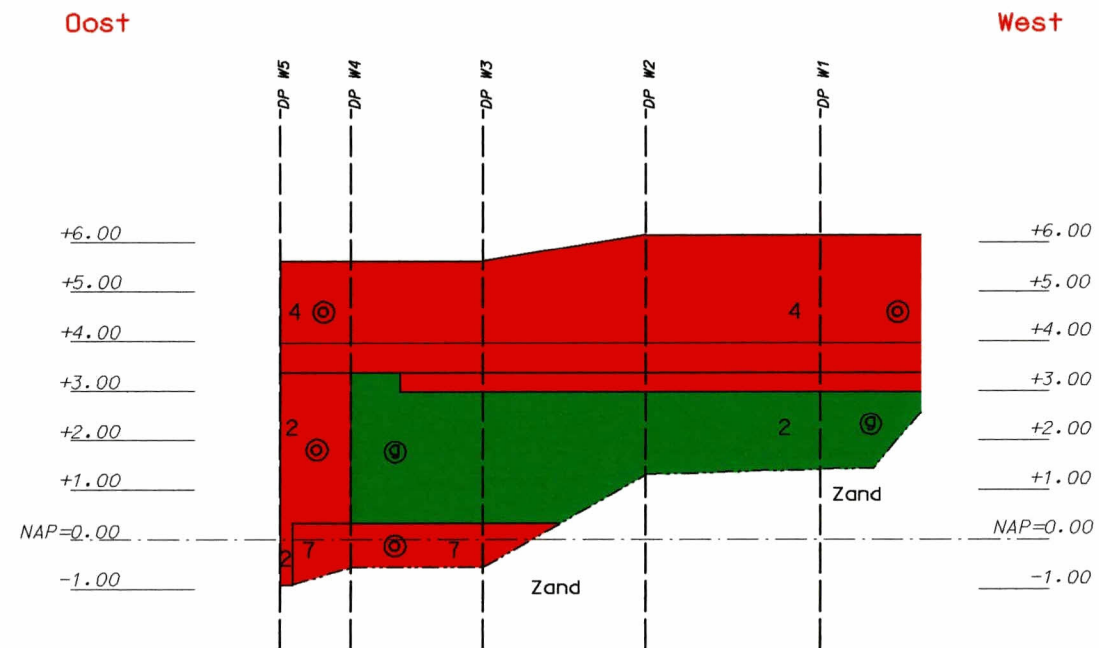 Oost West
DP W5 DP W4 DP W3 DP W2 DP W1
+6.00 +6.00
+5.00 +5.00
4 o 4 o
+4.00 +4.00
+3.00 +3.00
2 2 g
+2.00 +2.00
o g
+1.00 +1.00
Zand
NAP=0.00 NAP=0.00
2 7 o 7
-1.00 Zand -1.00